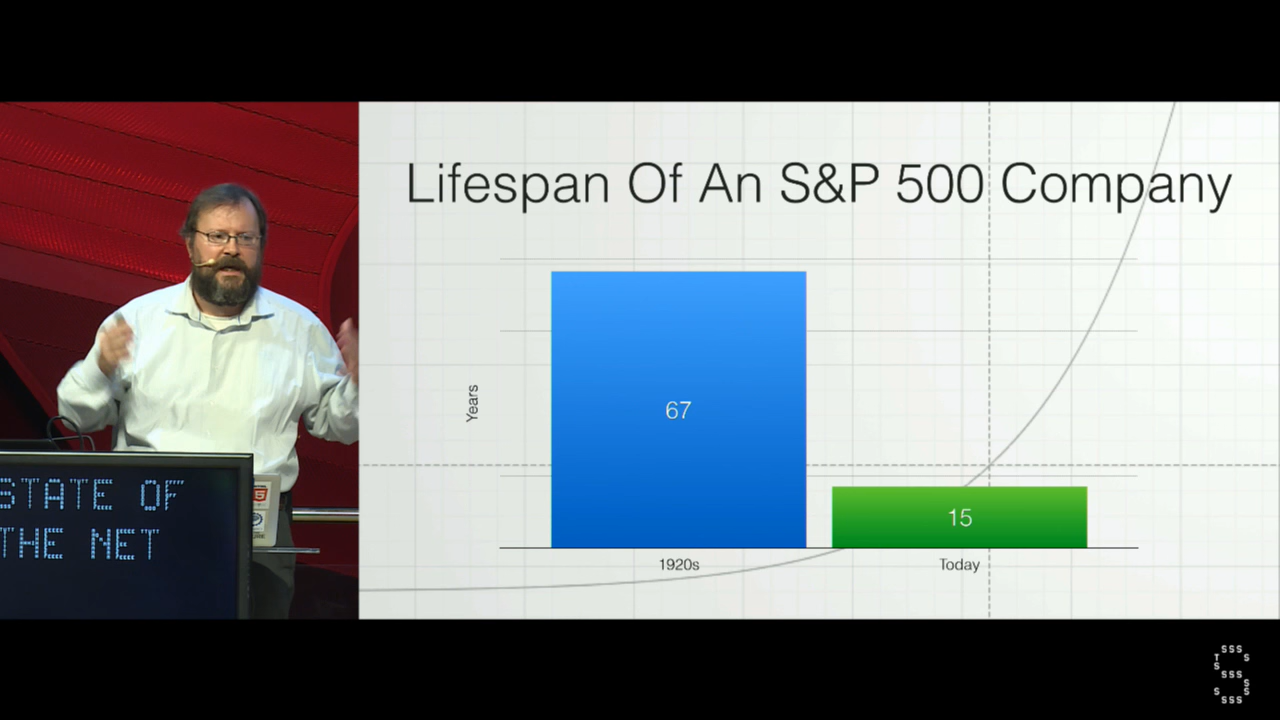 Lifespan Of An S&P 500 Company
Years
67
15
1920s
Today
STATE OF
THE NET